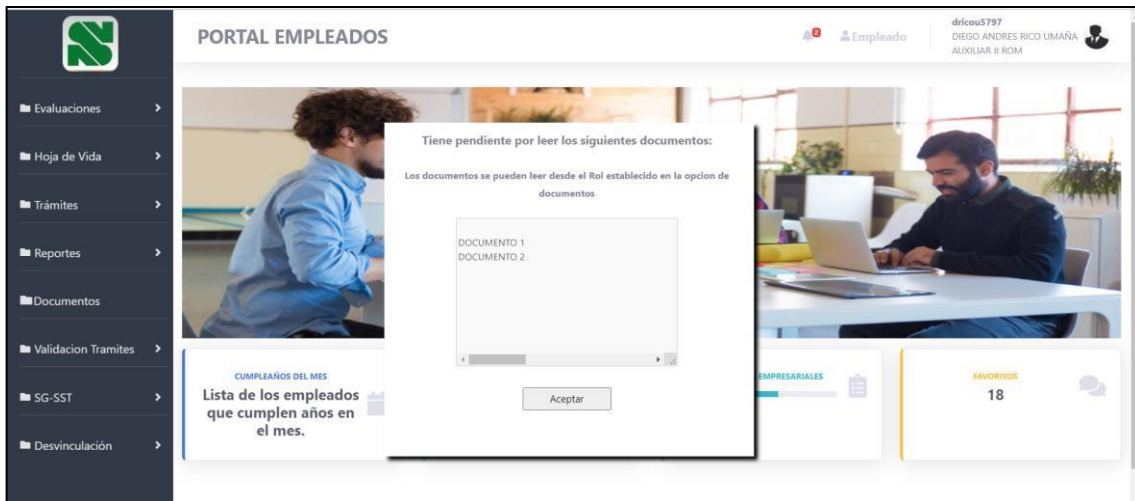 PORTAL EMPLEADOS
2
Empleado
dricou5797
DIEGO ANDRES RICO UMAÑA
AUXILIAR II ROM
Evaluaciones
Hoja de Vida
Trámites
Reportes
Documentos
Validacion Tramites
SG-SST
Desvinculación
Tiene pendiente por leer los siguientes documentos:
Los documentos se pueden leer desde el Rol establecido en la opcion de
documentos
DOCUMENTO 1
DOCUMENTO 2
Aceptar
CUMPLEAÑOS DEL MES
Lista de los empleados
que cumplen años en
el mes.
EMPRESARIALES
FAVORITOS
18